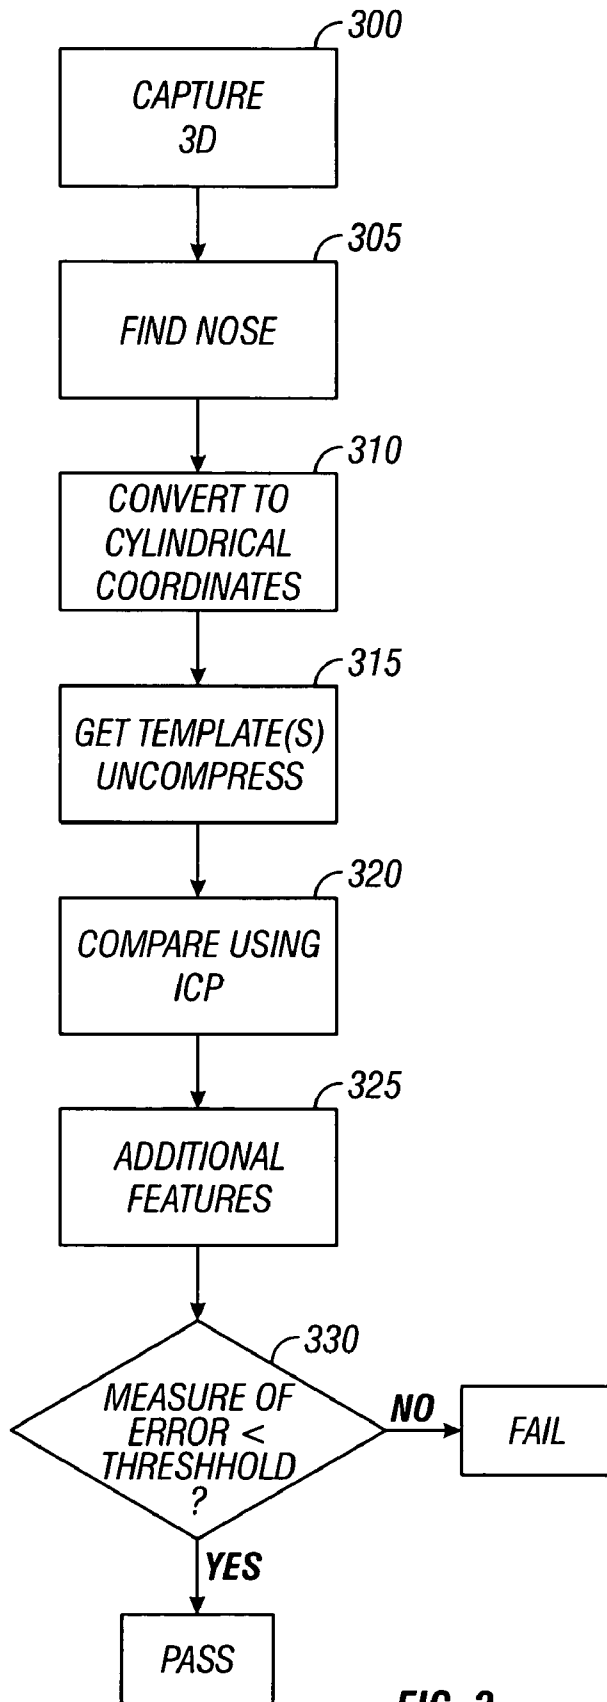 300
CAPTURE
3D
305
FIND NOSE
310
CONVERT TO
CYLINDRICAL
COORDINATES
315
GET TEMPLATE(S)
UNCOMPRESS
320
COMPARE USING
ICP
325
ADDITIONAL
FEATURES
330
MEASURE OF
ERROR <
THRESHHOLD
?
NO
FAIL
YES
PASS